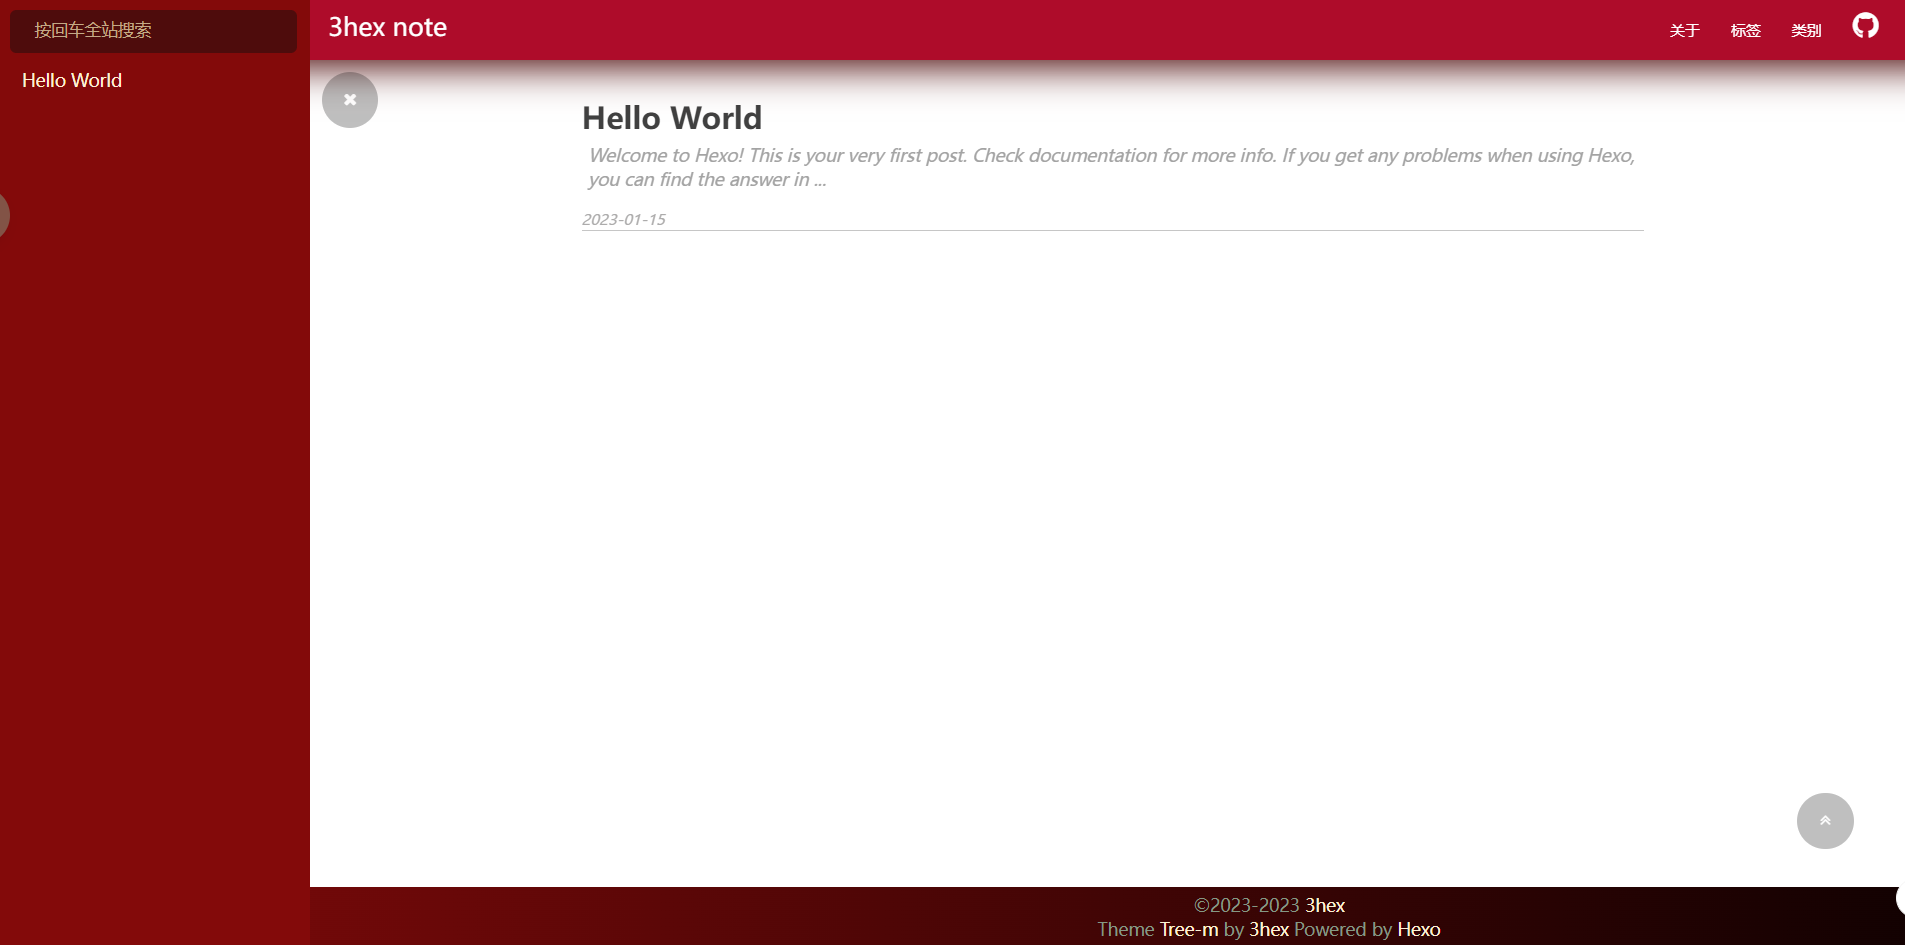 按回车全站搜索
Hello World
3hex note
关于 标签 类别
Hello World
Welcome to Hexo! This is your very first post. Check documentation for more info. If you get any problems when using Hexo,
you can find the answer in ...
2023-01-15
©2023-2023 3hex
Theme Tree-m by 3hex Powered by Hexo